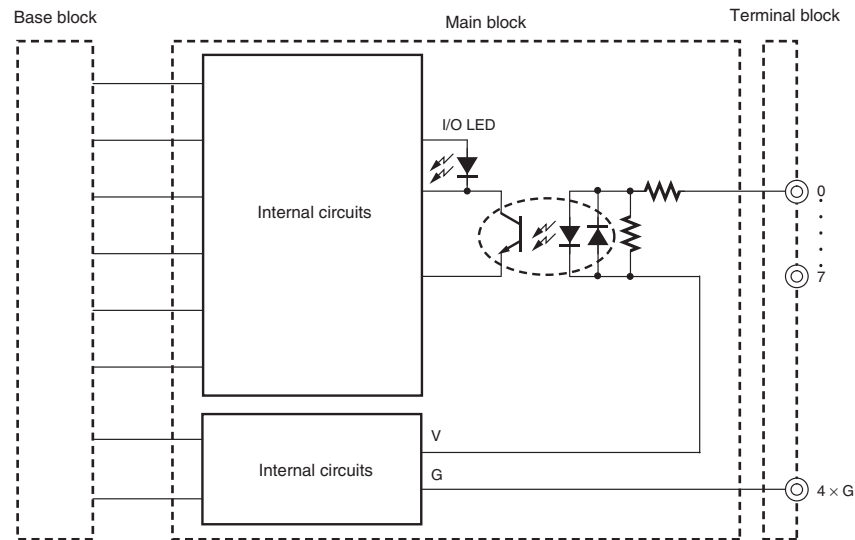 Base block
Main block
Terminal block
I/O LED
Internal circuits
0
7
Internal circuits
V
G
4 × G